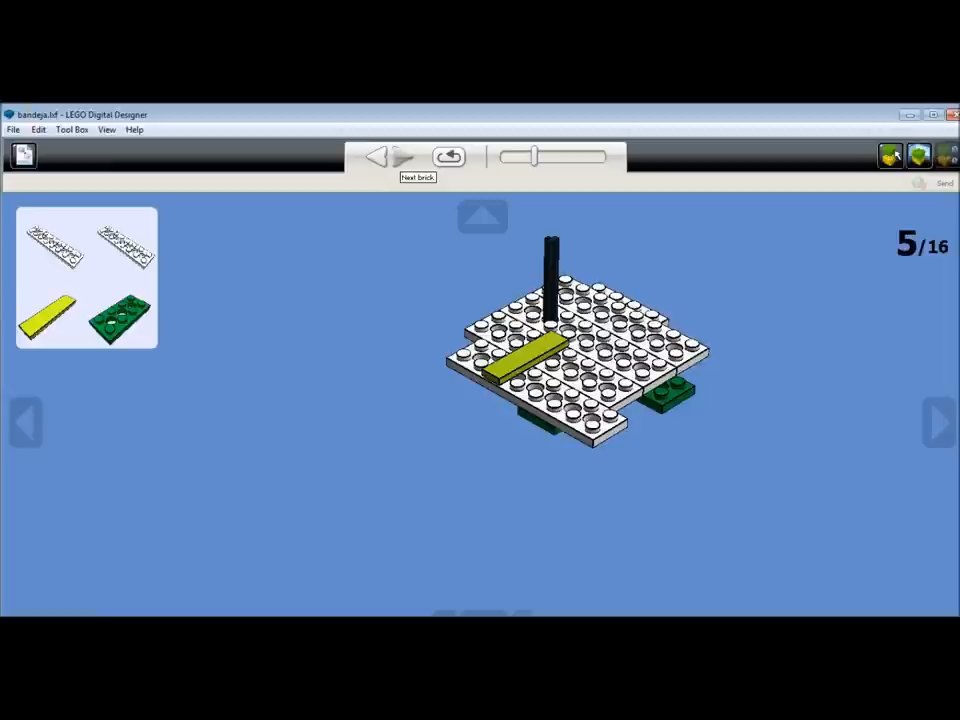 bandeja.lxf - LEGO Digital Designer
File Edit Tool Box View Help
Next brick
Send
5/16